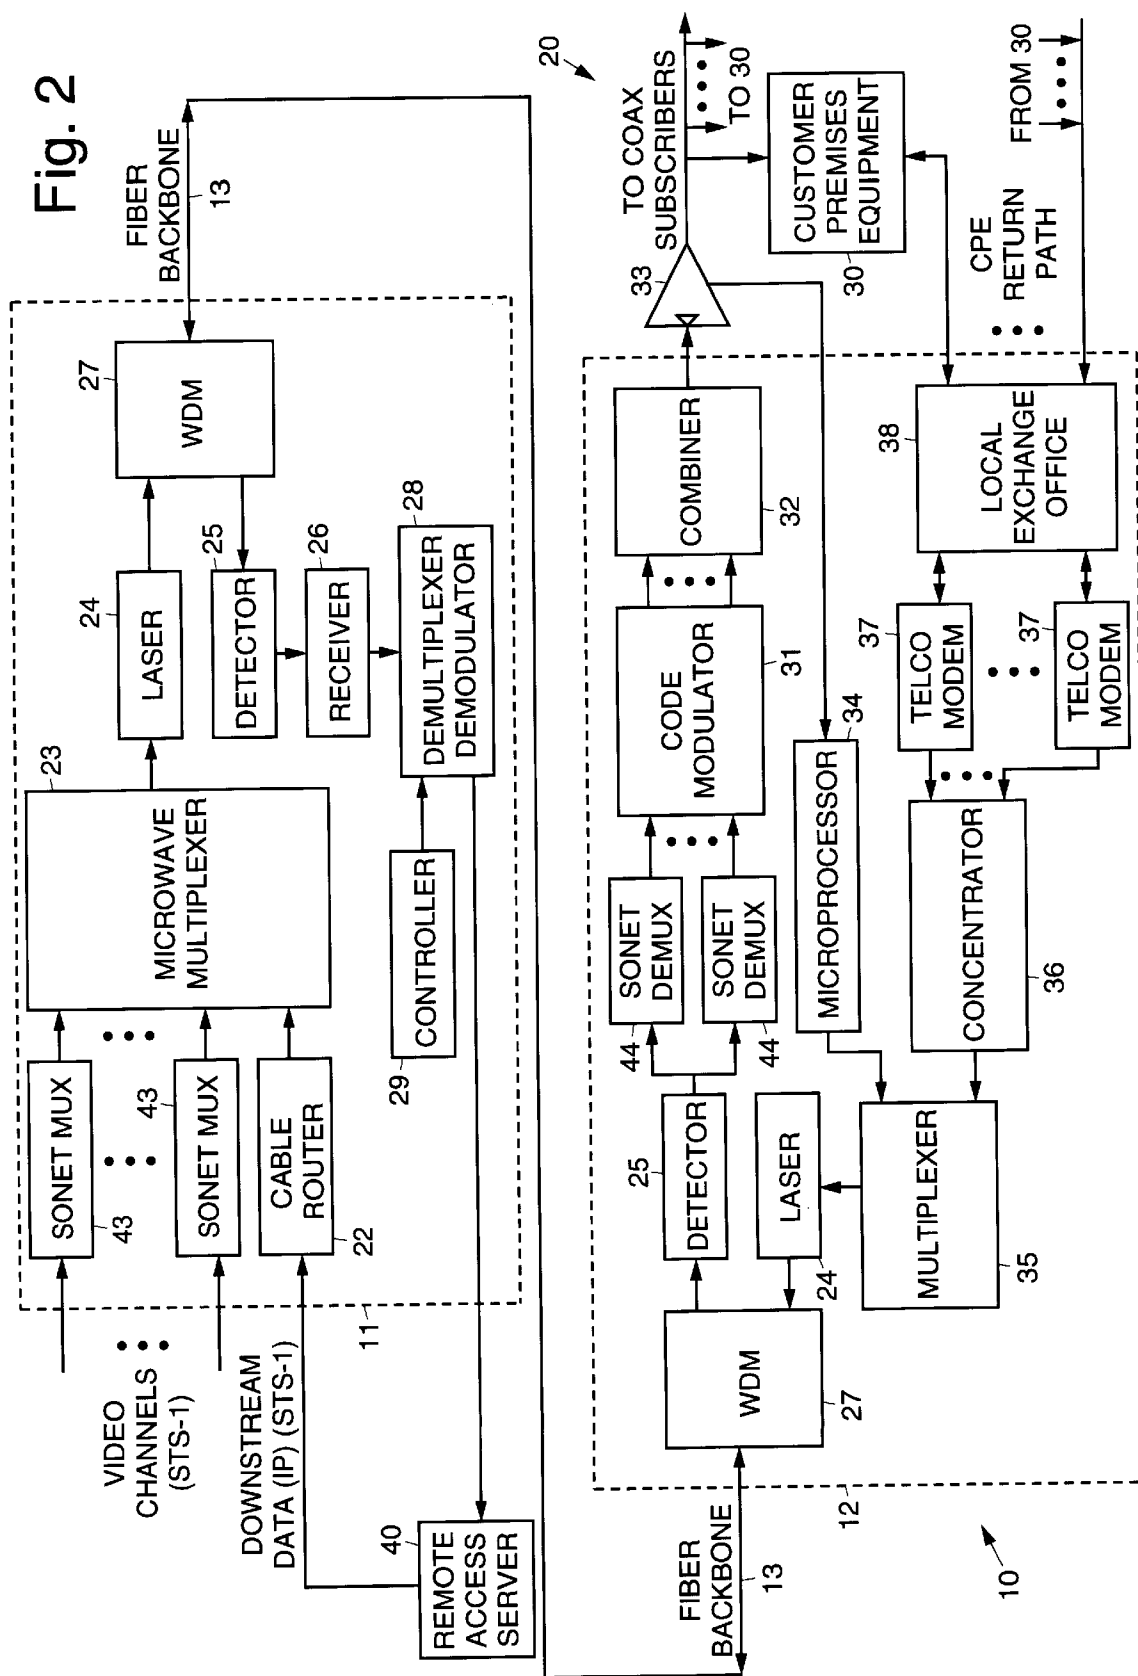 Fig. 2
VIDEO
CHANNELS
(STS-1)
DOWNSTREAM
DATA (IP) (STS-1)
REMOTE
ACCESS
SERVER
40
11
SONET MUX
43
SONET MUX
43
CABLE
ROUTER
22
MICROWAVE
MULTIPLEXER
23
LASER
24
DETECTOR
25
RECEIVER
26
WDM
27
DEMULTIPLEXER
DEMODULATOR
28
CONTROLLER
29
FIBER
BACKBONE
13
FIBER
BACKBONE
13
10
12
WDM
27
DETECTOR
25
LASER
24
MULTIPLEXER
35
SONET
DEMUX
44
SONET
DEMUX
44
MICROPROCESSOR
34
CONCENTRATOR
36
CODE
MODULATOR
31
TELCO
MODEM
37
TELCO
MODEM
37
COMBINER
32
LOCAL
EXCHANGE
OFFICE
38
33
TO COAX
SUBSCRIBERS
20
TO 30
CUSTOMER
PREMISES
EQUIPMENT
30
CPE
RETURN
PATH
FROM 30